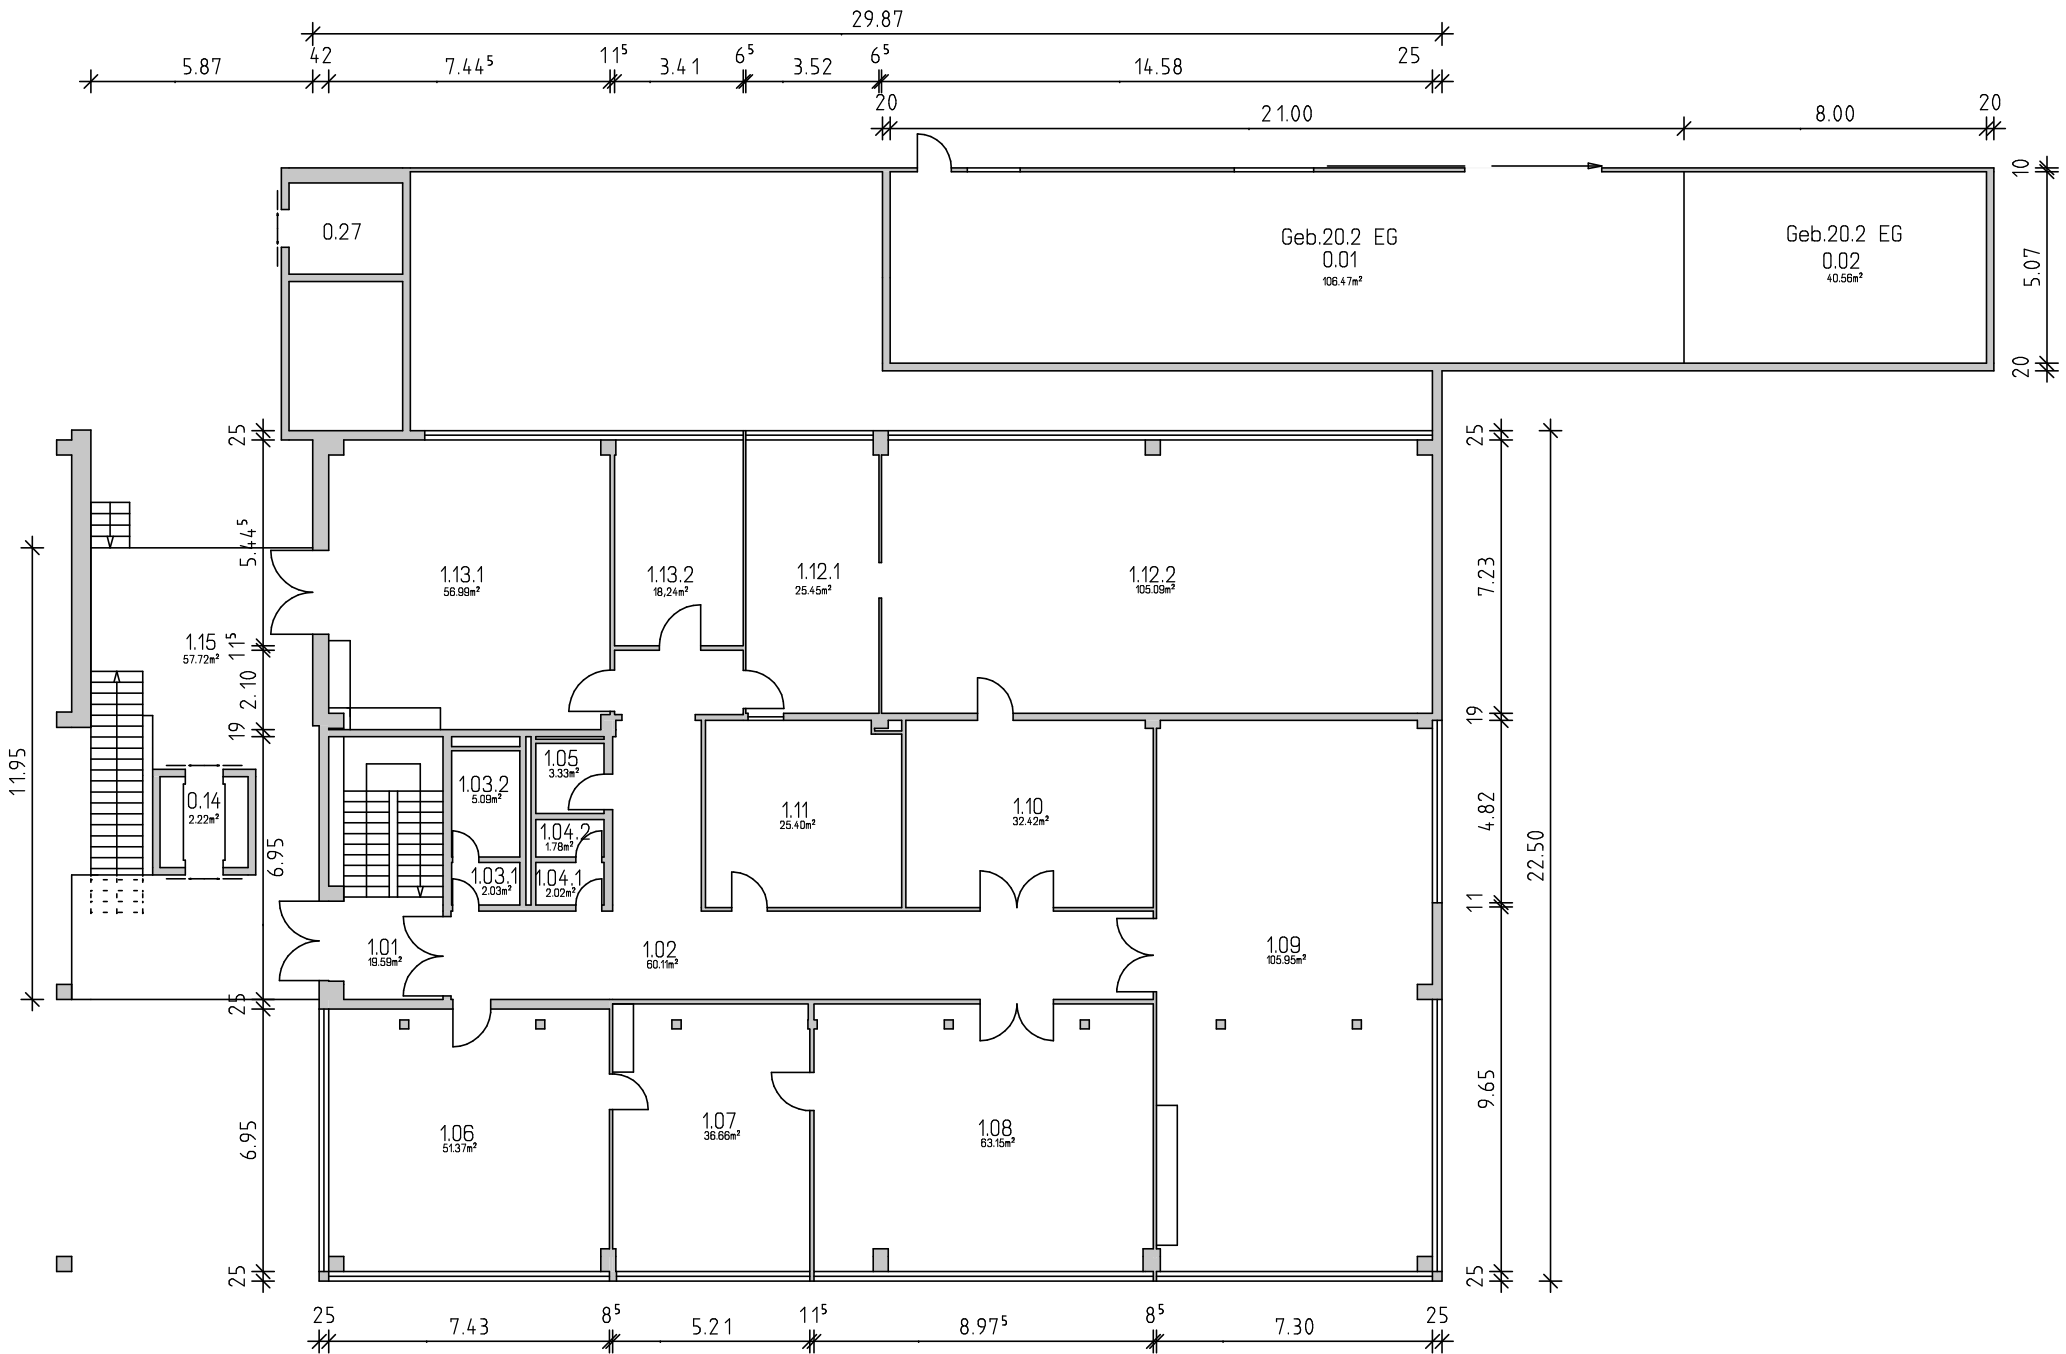 29.87
5.87
42
7.44⁵
11⁵
3.41
6⁵
3.52
6⁵
14.58
25
20
21.00
8.00
20
10
5.07
20
0.27
Geb.20.2 EG
0.01
106.47m²
Geb.20.2 EG
0.02
40.56m²
25
5.44⁵
11⁵
2.10
19
6.95
25
6.95
25
11.95
25
7.23
19
4.82
11
9.65
25
22.50
1.13.1
56.99m²
1.13.2
18,24m²
1.12.1
25.45m²
1.12.2
105.09m²
1.15
57.72m²
0.14
2.22m²
1.03.2
5.09m²
1.05
3.33m²
1.04.2
1.78m²
1.03.1
2.03m²
1.04.1
2.02m²
1.11
25.40m²
1.10
32.42m²
1.01
19.59m²
1.02
60.11m²
1.09
105.95m²
1.06
51.37m²
1.07
36.66m²
1.08
63.15m²
25
7.43
8⁵
5.21
11⁵
8.97⁵
8⁵
7.30
25